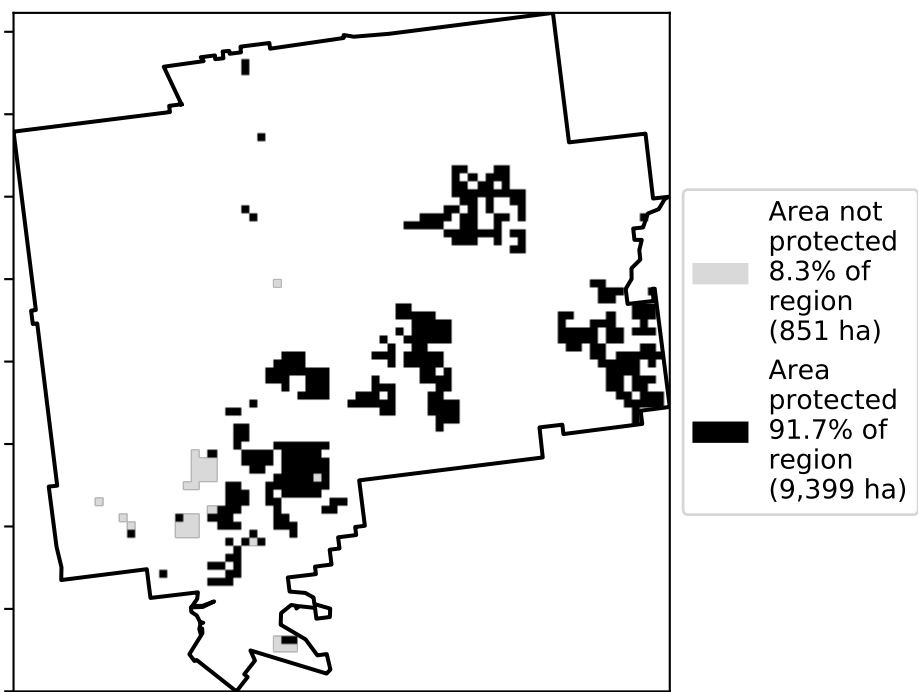 Area not
protected
8.3% of
region
(851 ha)
Area
protected
91.7% of
region
(9,399 ha)